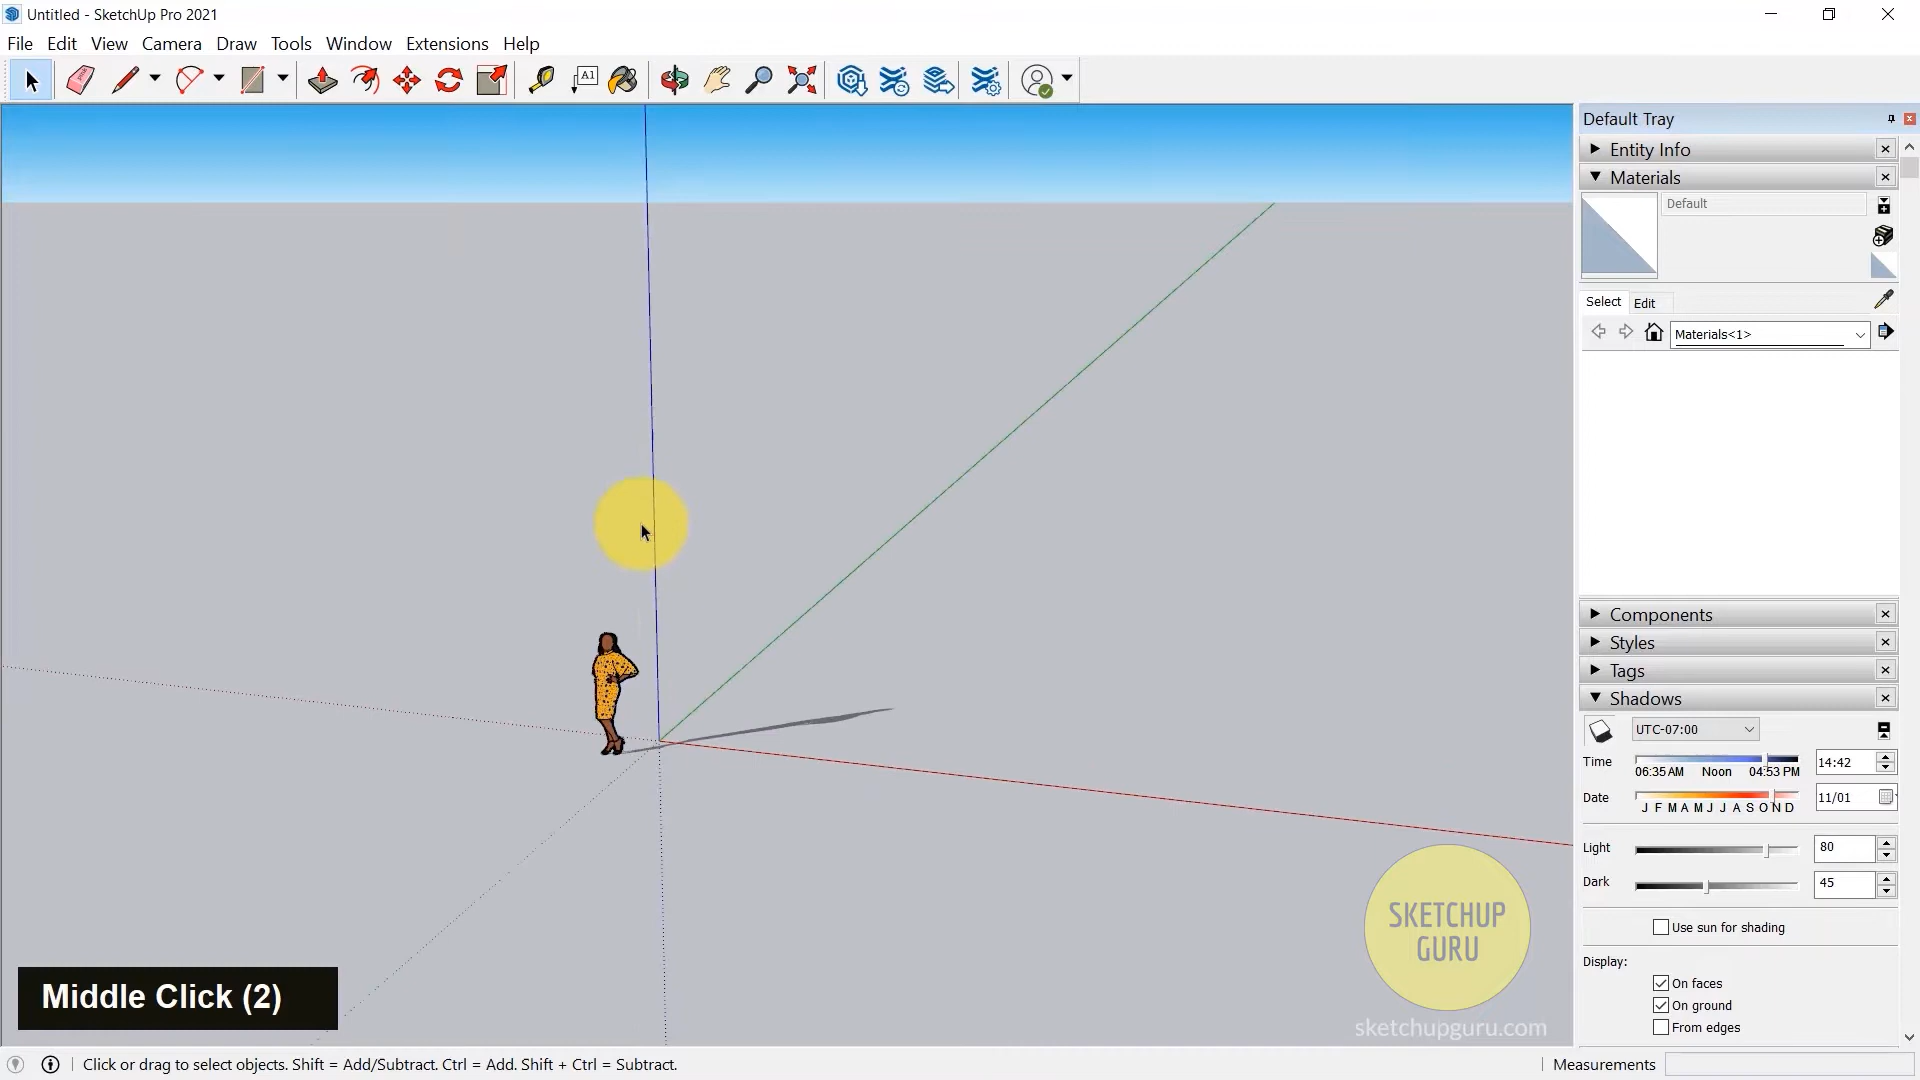 Untitled - SketchUp Pro 2021
File Edit View Camera Draw Tools Window Extensions Help
A1
Default Tray
Entity Info
Materials
Default
Select Edit
Materials<1>
Components
Styles
Tags
Shadows
UTC-07:00
Time 06:35 AM Noon 04:53 PM 14:42
Date J F M A M J J A S O N D 11/01
Light 80
Dark 45
Use sun for shading
Display:
On faces
On ground
From edges
SKETCHUP
GURU
sketchupguru.com
Middle Click (2)
Click or drag to select objects. Shift = Add/Subtract. Ctrl = Add. Shift + Ctrl = Subtract.
Measurements